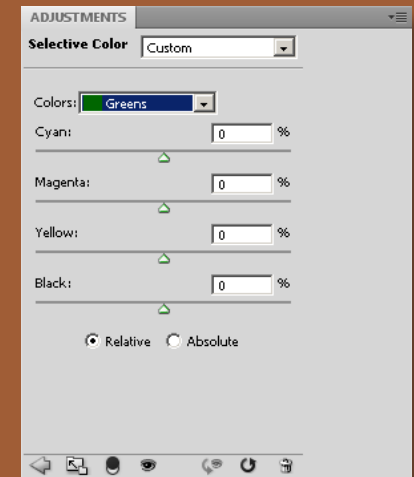 ADJUSTMENTS
Selective Color Custom
Colors: Greens
Cyan: 0 %
Magenta: 0 %
Yellow: 0 %
Black: 0 %
Relative Absolute